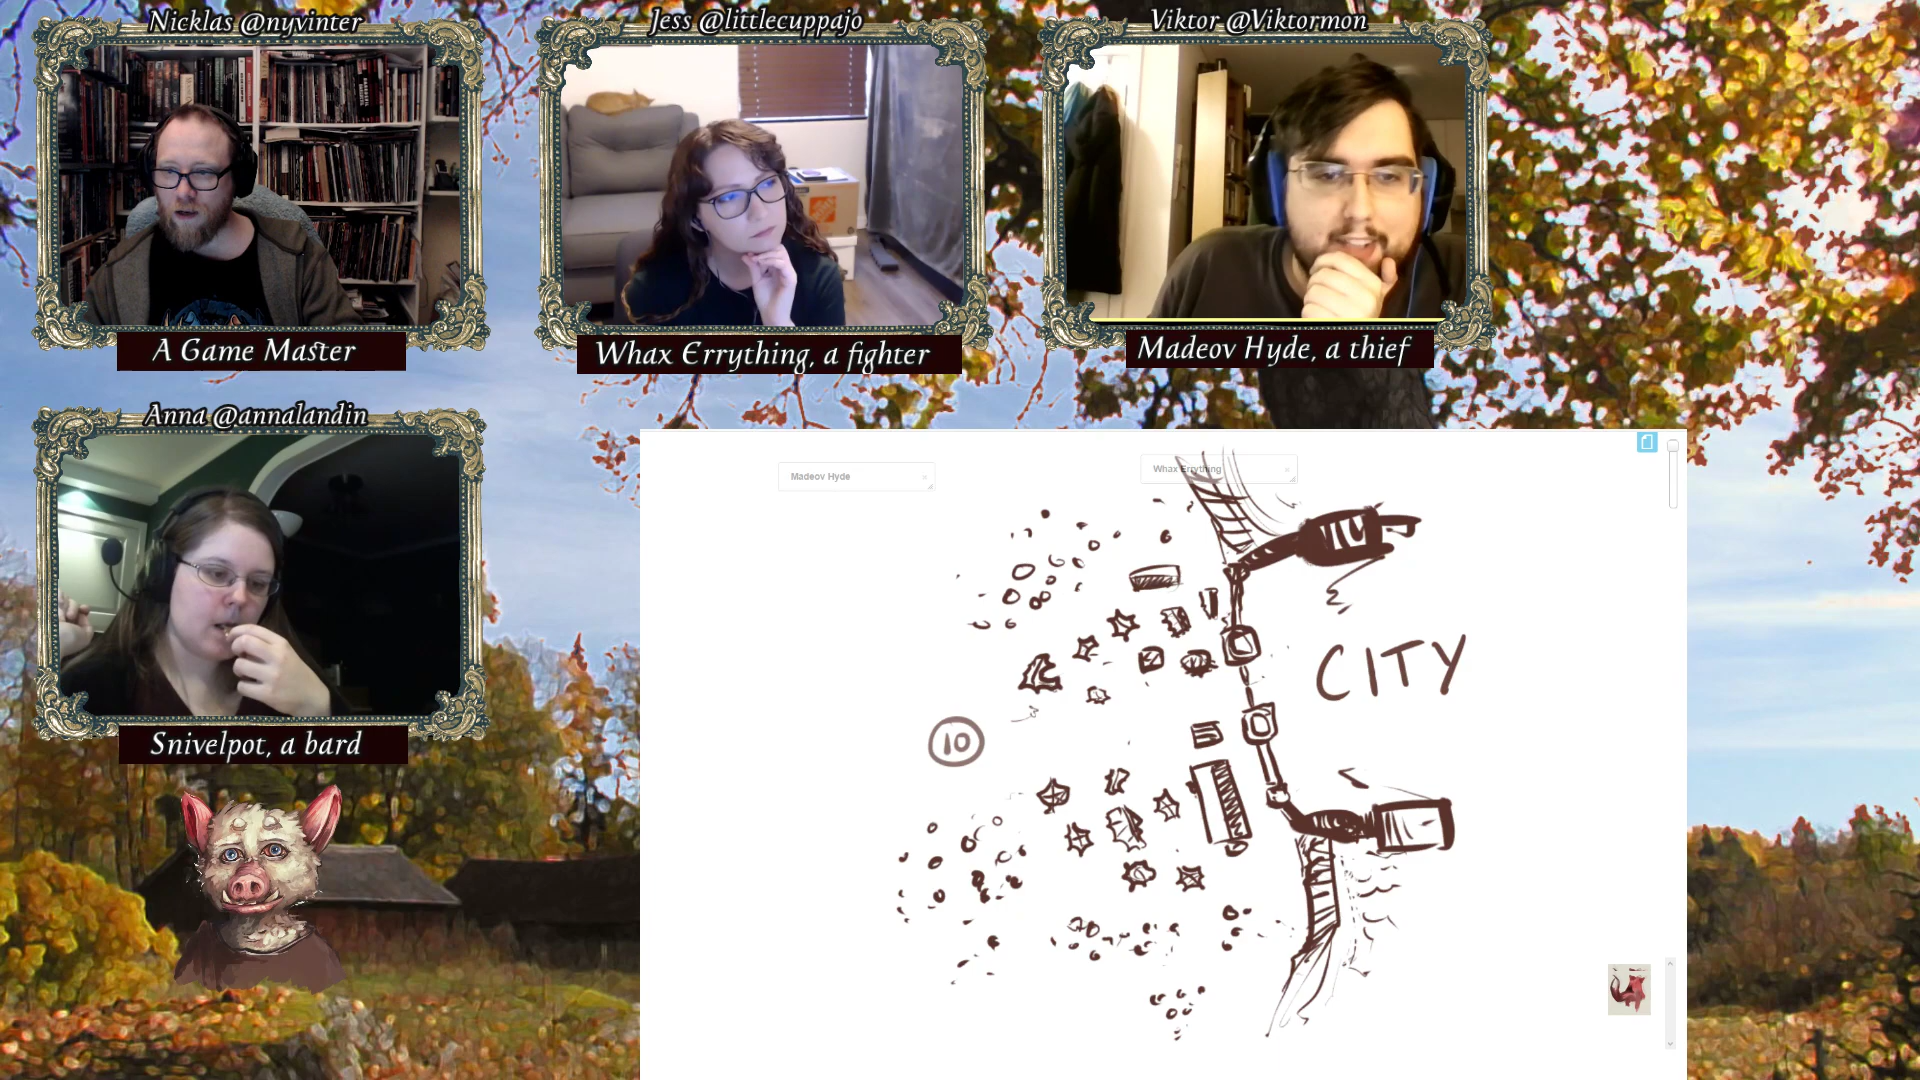 Nicklas @nyvinter
Jess @littlecuppajo
Viktor @Viktormon
A Game Master
Whax Errything, a fighter
Madeov Hyde, a thief
Anna @annalandin
Snivelpot, a bard
Madeov Hyde
Whax Errything
CITY
10